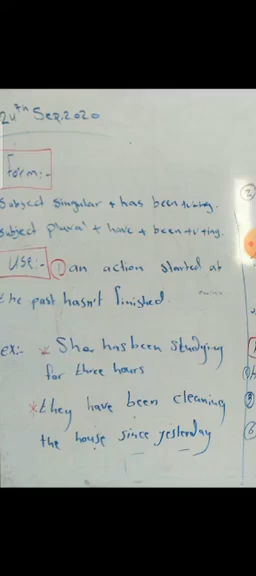 24th Sep. 2020
Form:-
Subject singular + has been + v+ing.
Subject plural + have + been + v+ing.
Use:- ① an action started at
the past hasn't finished.
ex:- * She has been studying
for three hours
* they have been cleaning
the house since yesterday